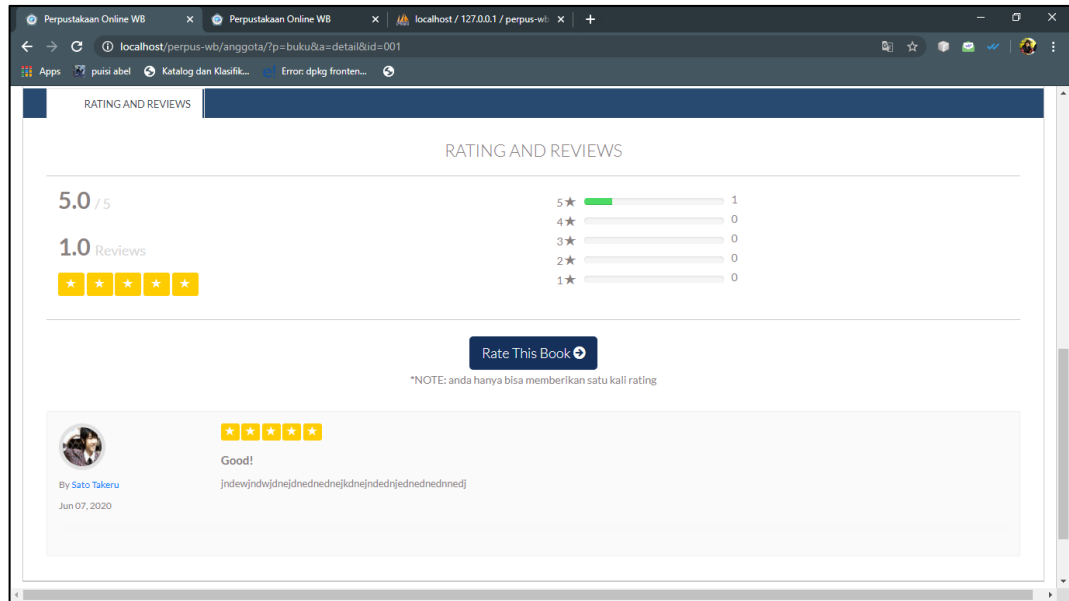 Perpustakaan Online WB
Perpustakaan Online WB
localhost / 127.0.0.1 / perpus-wb
localhost/perpus-wb/anggota/?p=buku&a=detail&id=001
Apps puisi abel Katalog dan Klasifik... Error: dpkg fronten...
RATING AND REVIEWS
RATING AND REVIEWS
5.0 / 5
1.0 Reviews
5★ 1
4★ 0
3★ 0
2★ 0
1★ 0
Rate This Book
*NOTE: anda hanya bisa memberikan satu kali rating
Good!
jndewjndwjdnejdnednednejkdnejndednjednednednnedj
By Sato Takeru
Jun 07, 2020